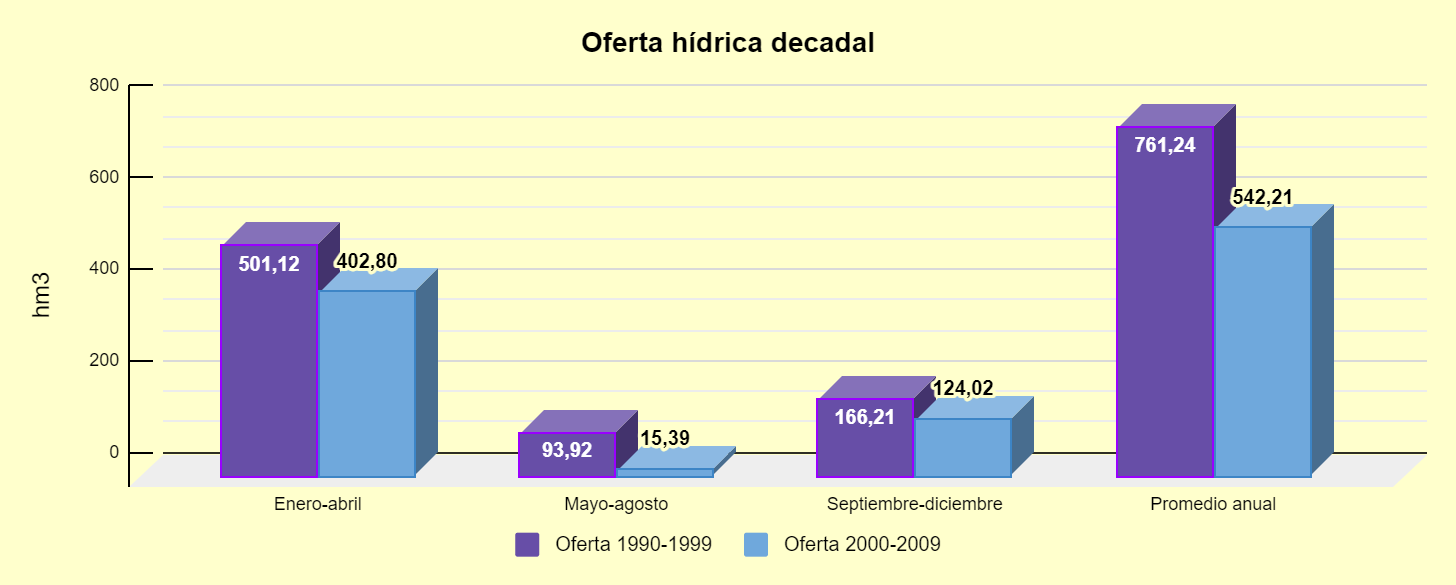 Oferta hídrica decadal
800
600
400
200
0
hm3
501,12
402,80
93,92
15,39
166,21
124,02
761,24
542,21
Enero-abril
Mayo-agosto
Septiembre-diciembre
Promedio anual
Oferta 1990-1999
Oferta 2000-2009